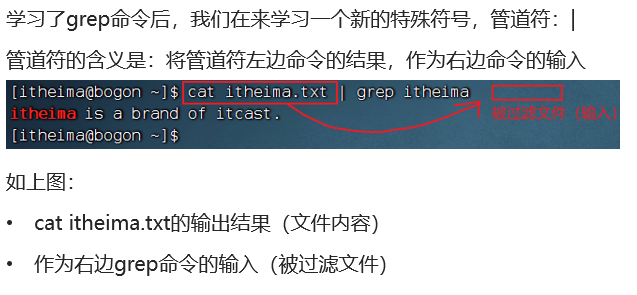 学习了grep命令后，我们在来学习一个新的特殊符号，管道符：|
管道符的含义是：将管道符左边命令的结果，作为右边命令的输入
[itheima@bogon ~]$ cat itheima.txt | grep itheima
itheima is a brand of itcast.
被过滤文件（输入）
[itheima@bogon ~]$
如上图：
• cat itheima.txt的输出结果（文件内容）
• 作为右边grep命令的输入（被过滤文件）